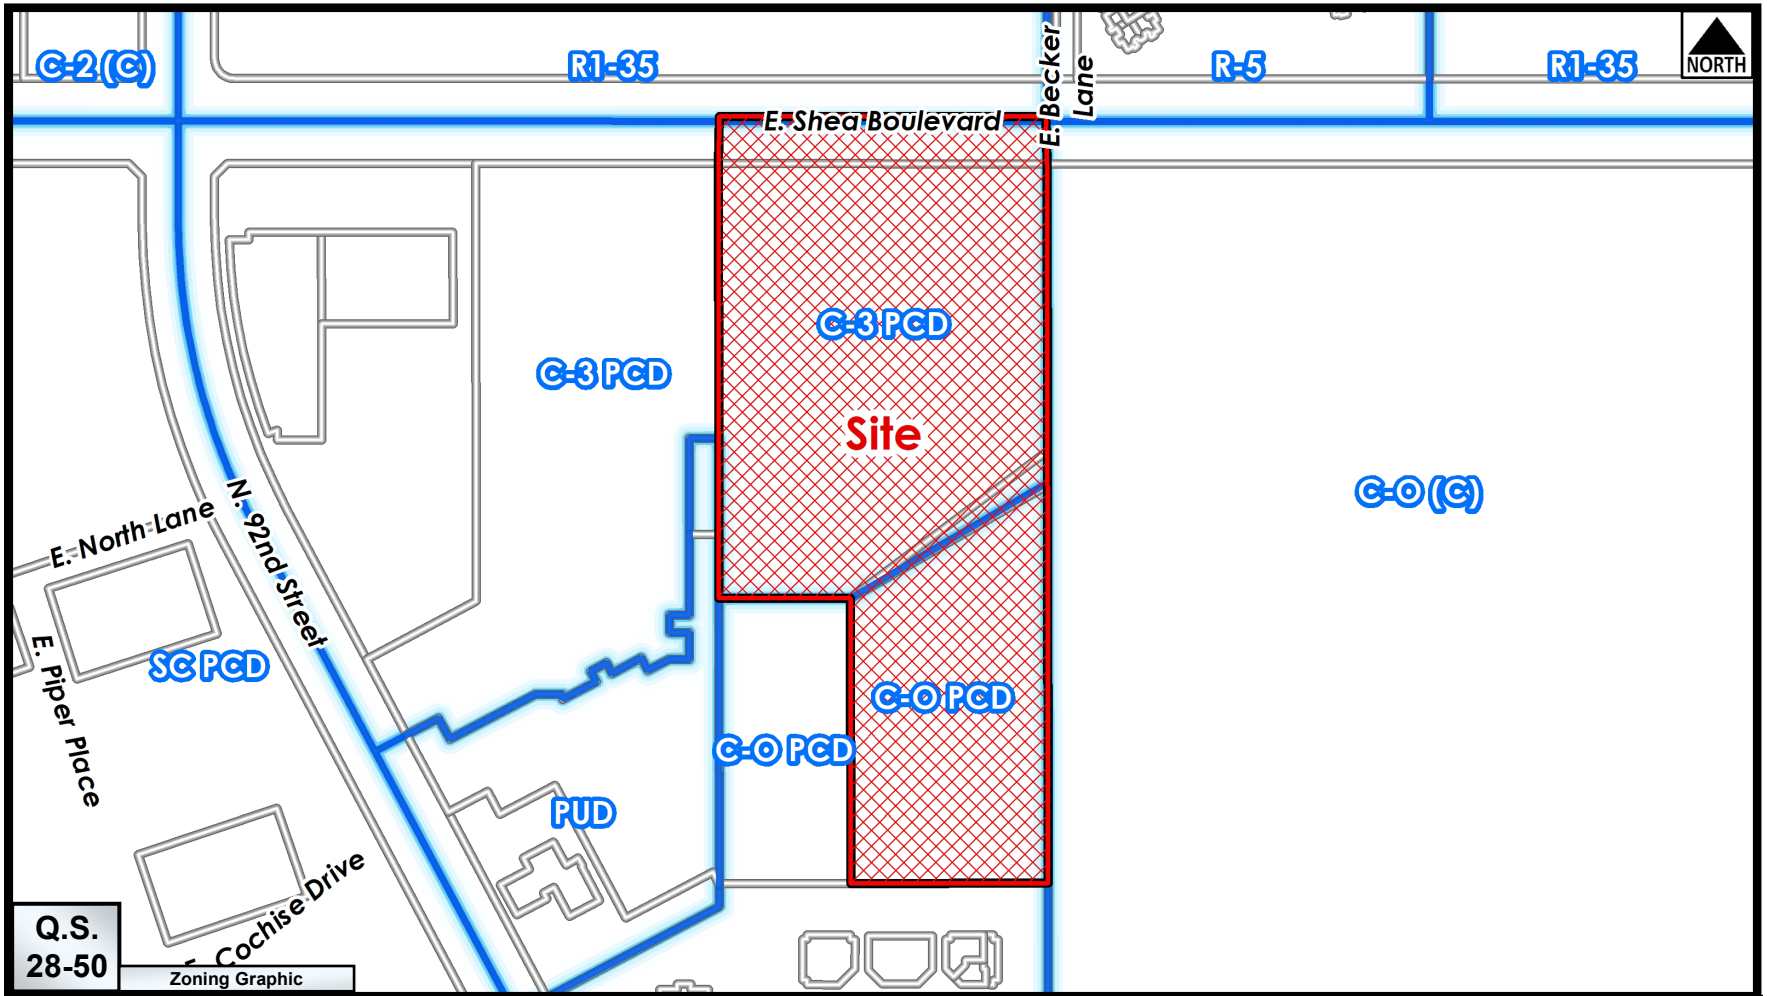 C-2 (C)
R1-35
E. Becker
Lane
R-5
R1-35
NORTH
E. Shea Boulevard
C-3 PCD
C-3 PCD
Site
C-O (C)
E. North Lane
N. 92nd Street
E. Piper Place
SC PCD
C-O PCD
C-O PCD
PUD
Cochise Drive
Q.S.
28-50
Zoning Graphic